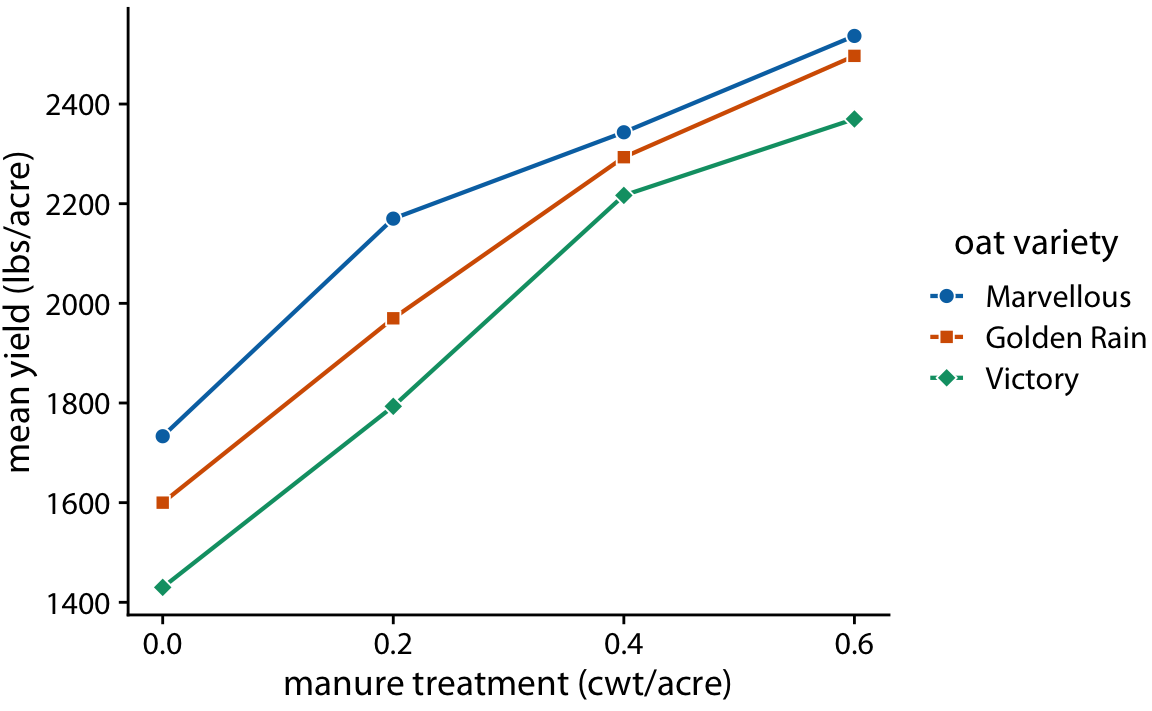 mean yield (lbs/acre)
2400
2200
2000
1800
1600
1400
0.0 0.2 0.4 0.6
manure treatment (cwt/acre)
oat variety
Marvellous
Golden Rain
Victory